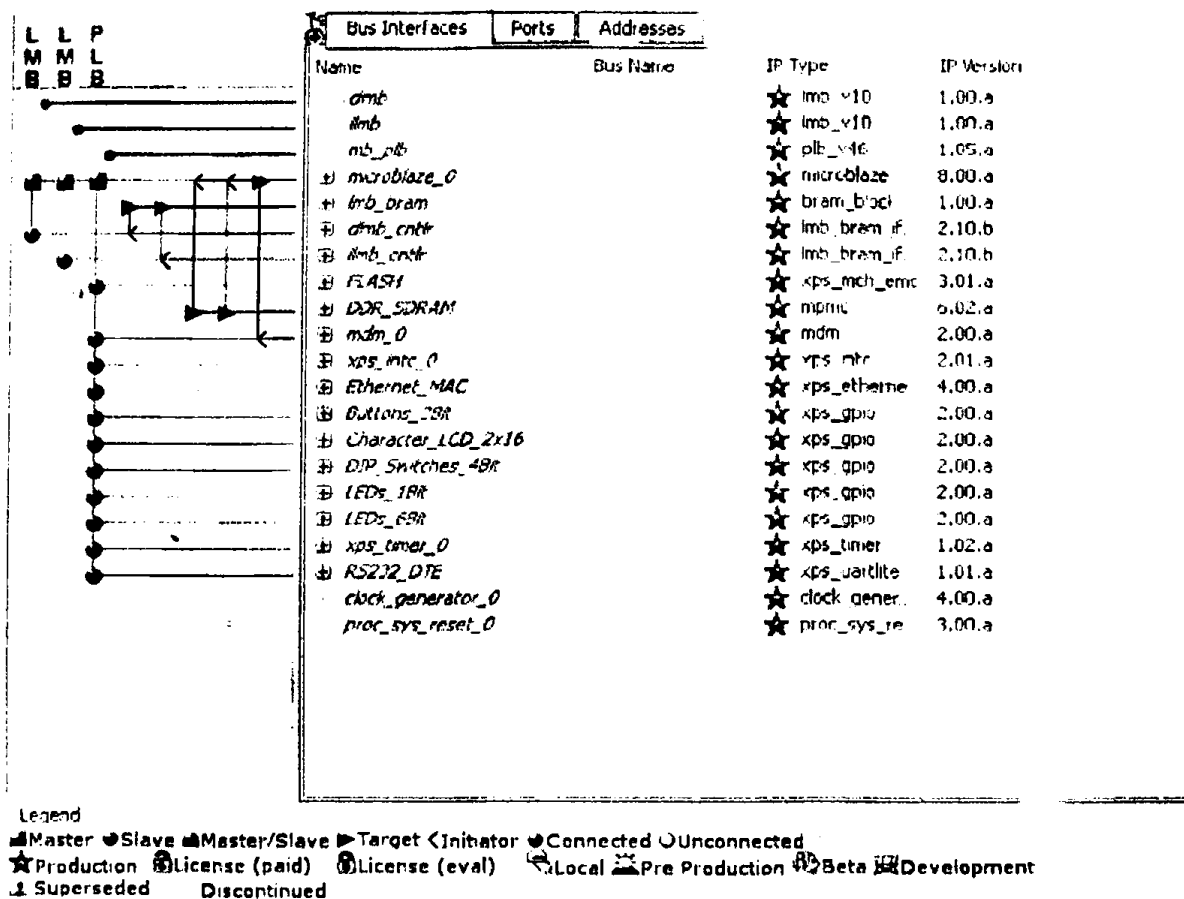 L L P
M M L
B B B
Bus Interfaces Ports Addresses
Name Bus Name IP Type IP Version
dlmb lmb_v10 1.00.a
ilmb lmb_v10 1.00.a
mb_plb plb_v46 1.05.a
microblaze_0 microblaze 8.00.a
lmb_bram bram_block 1.00.a
dlmb_cntlr lmb_bram_if. 2.10.b
ilmb_cntlr lmb_bram_if. 2.10.b
FLASH xps_mch_emc 3.01.a
DDR_SDRAM mpmc 6.02.a
mdm_0 mdm 2.00.a
xps_intc_0 xps_intc 2.01.a
Ethernet_MAC xps_etherne 4.00.a
Buttons_3Bit xps_gpio 2.00.a
Character_LCD_2x16 xps_gpio 2.00.a
DIP_Switches_4Bit xps_gpio 2.00.a
LEDs_1Bit xps_gpio 2.00.a
LEDs_6Bit xps_gpio 2.00.a
xps_timer_0 xps_timer 1.02.a
RS232_DTE xps_uartlite 1.01.a
clock_generator_0 clock_gener.. 4.00.a
proc_sys_reset_0 proc_sys_re 3.00.a
Legend
Master Slave Master/Slave Target Initiator Connected Unconnected
Production License (paid) License (eval) Local Pre Production Beta Development
Superseded Discontinued